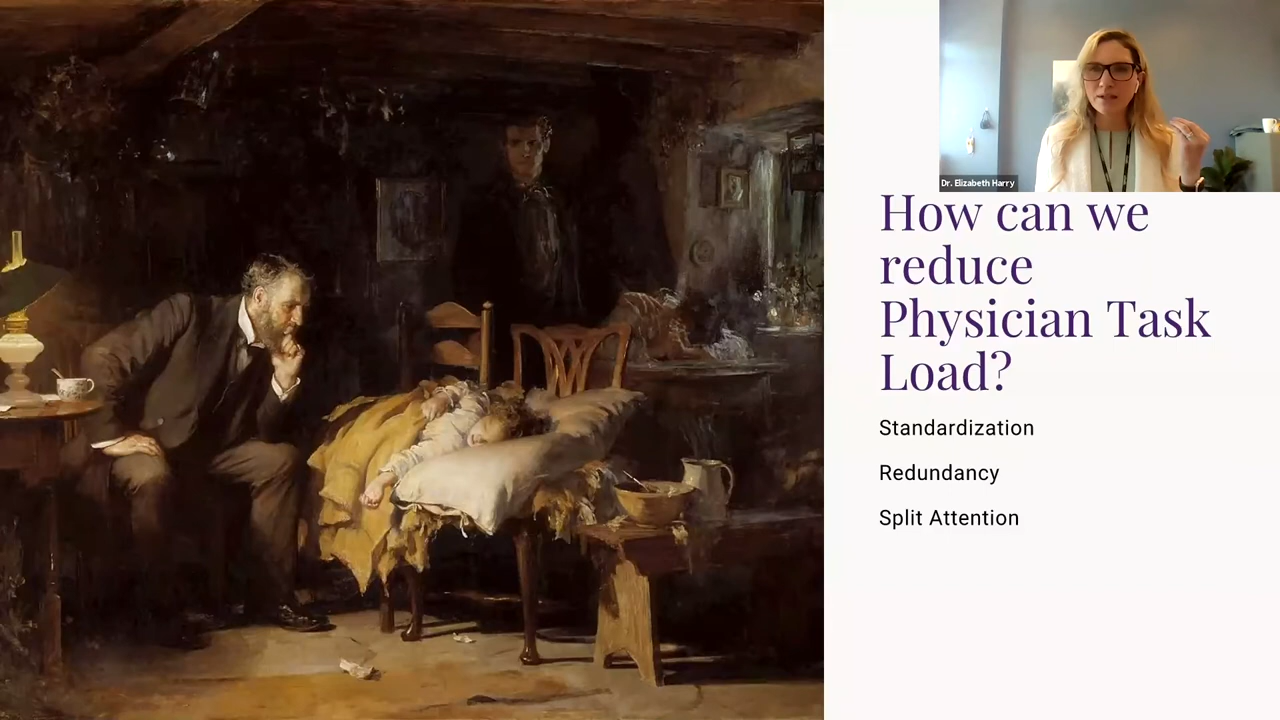 Dr. Elizabeth Harry
How can we
reduce
Physician Task
Load?
Standardization
Redundancy
Split Attention